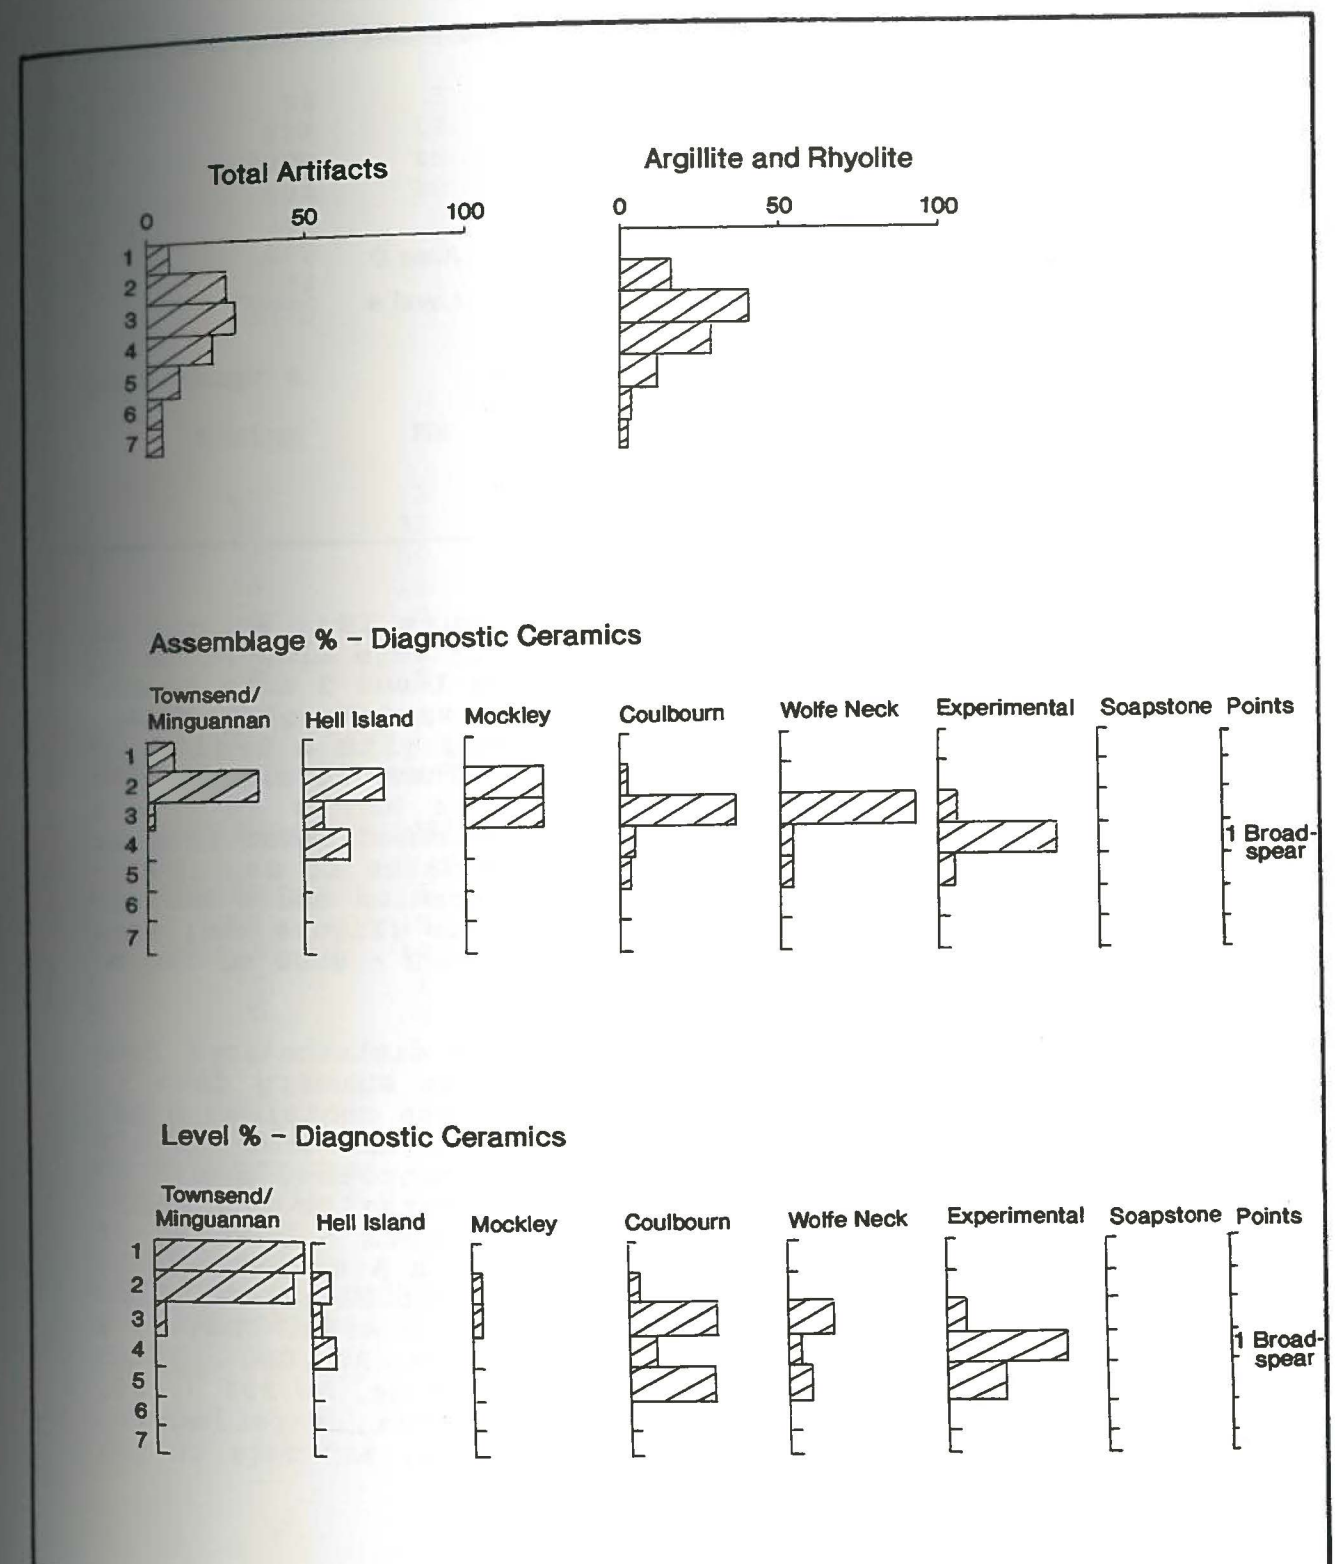 Total Artifacts
Argillite and Rhyolite
0 50 100
0 50 100
1
2
3
4
5
6
7
Assemblage % – Diagnostic Ceramics
Townsend/
Minguannan
Hell Island
Mockley
Coulbourn
Wolfe Neck
Experimental
Soapstone
Points
1
2
3
4
5
6
7
1 Broad-
spear
Level % – Diagnostic Ceramics
Townsend/
Minguannan
Hell Island
Mockley
Coulbourn
Wolfe Neck
Experimental
Soapstone
Points
1
2
3
4
5
6
7
1 Broad-
spear